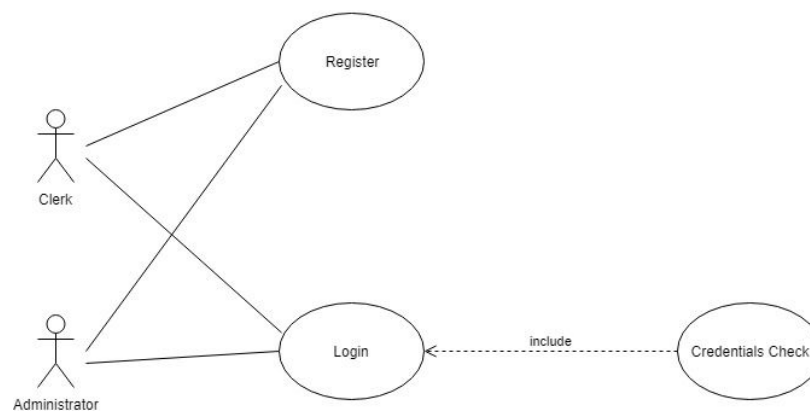 Register
Clerk
Login
include
Credentials Check
Administrator